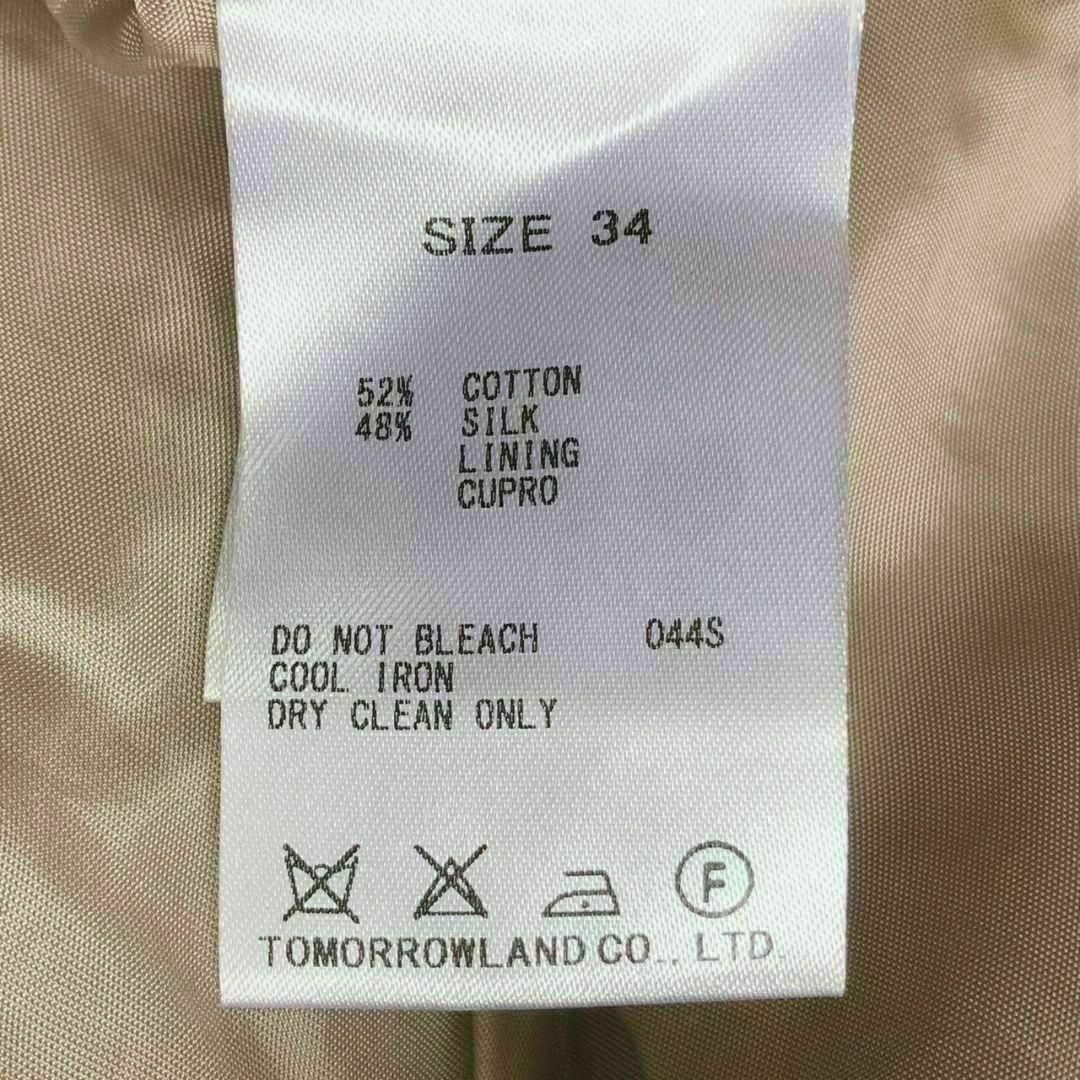 SIZE 34
52% COTTON
48% SILK
LINING
CUPRO
DO NOT BLEACH 044S
COOL IRON
DRY CLEAN ONLY
F
TOMORROWLAND CO., LTD.